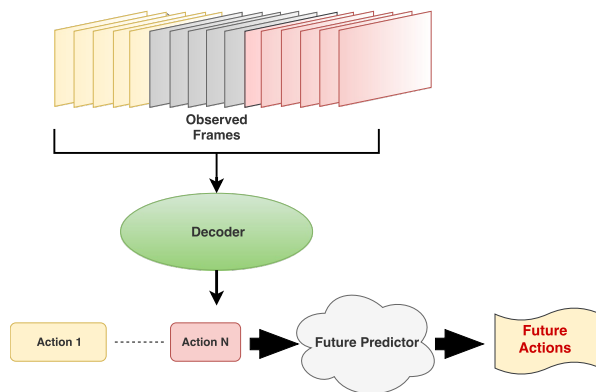 Observed
Frames
Decoder
Action 1
Action N
Future Predictor
Future
Actions